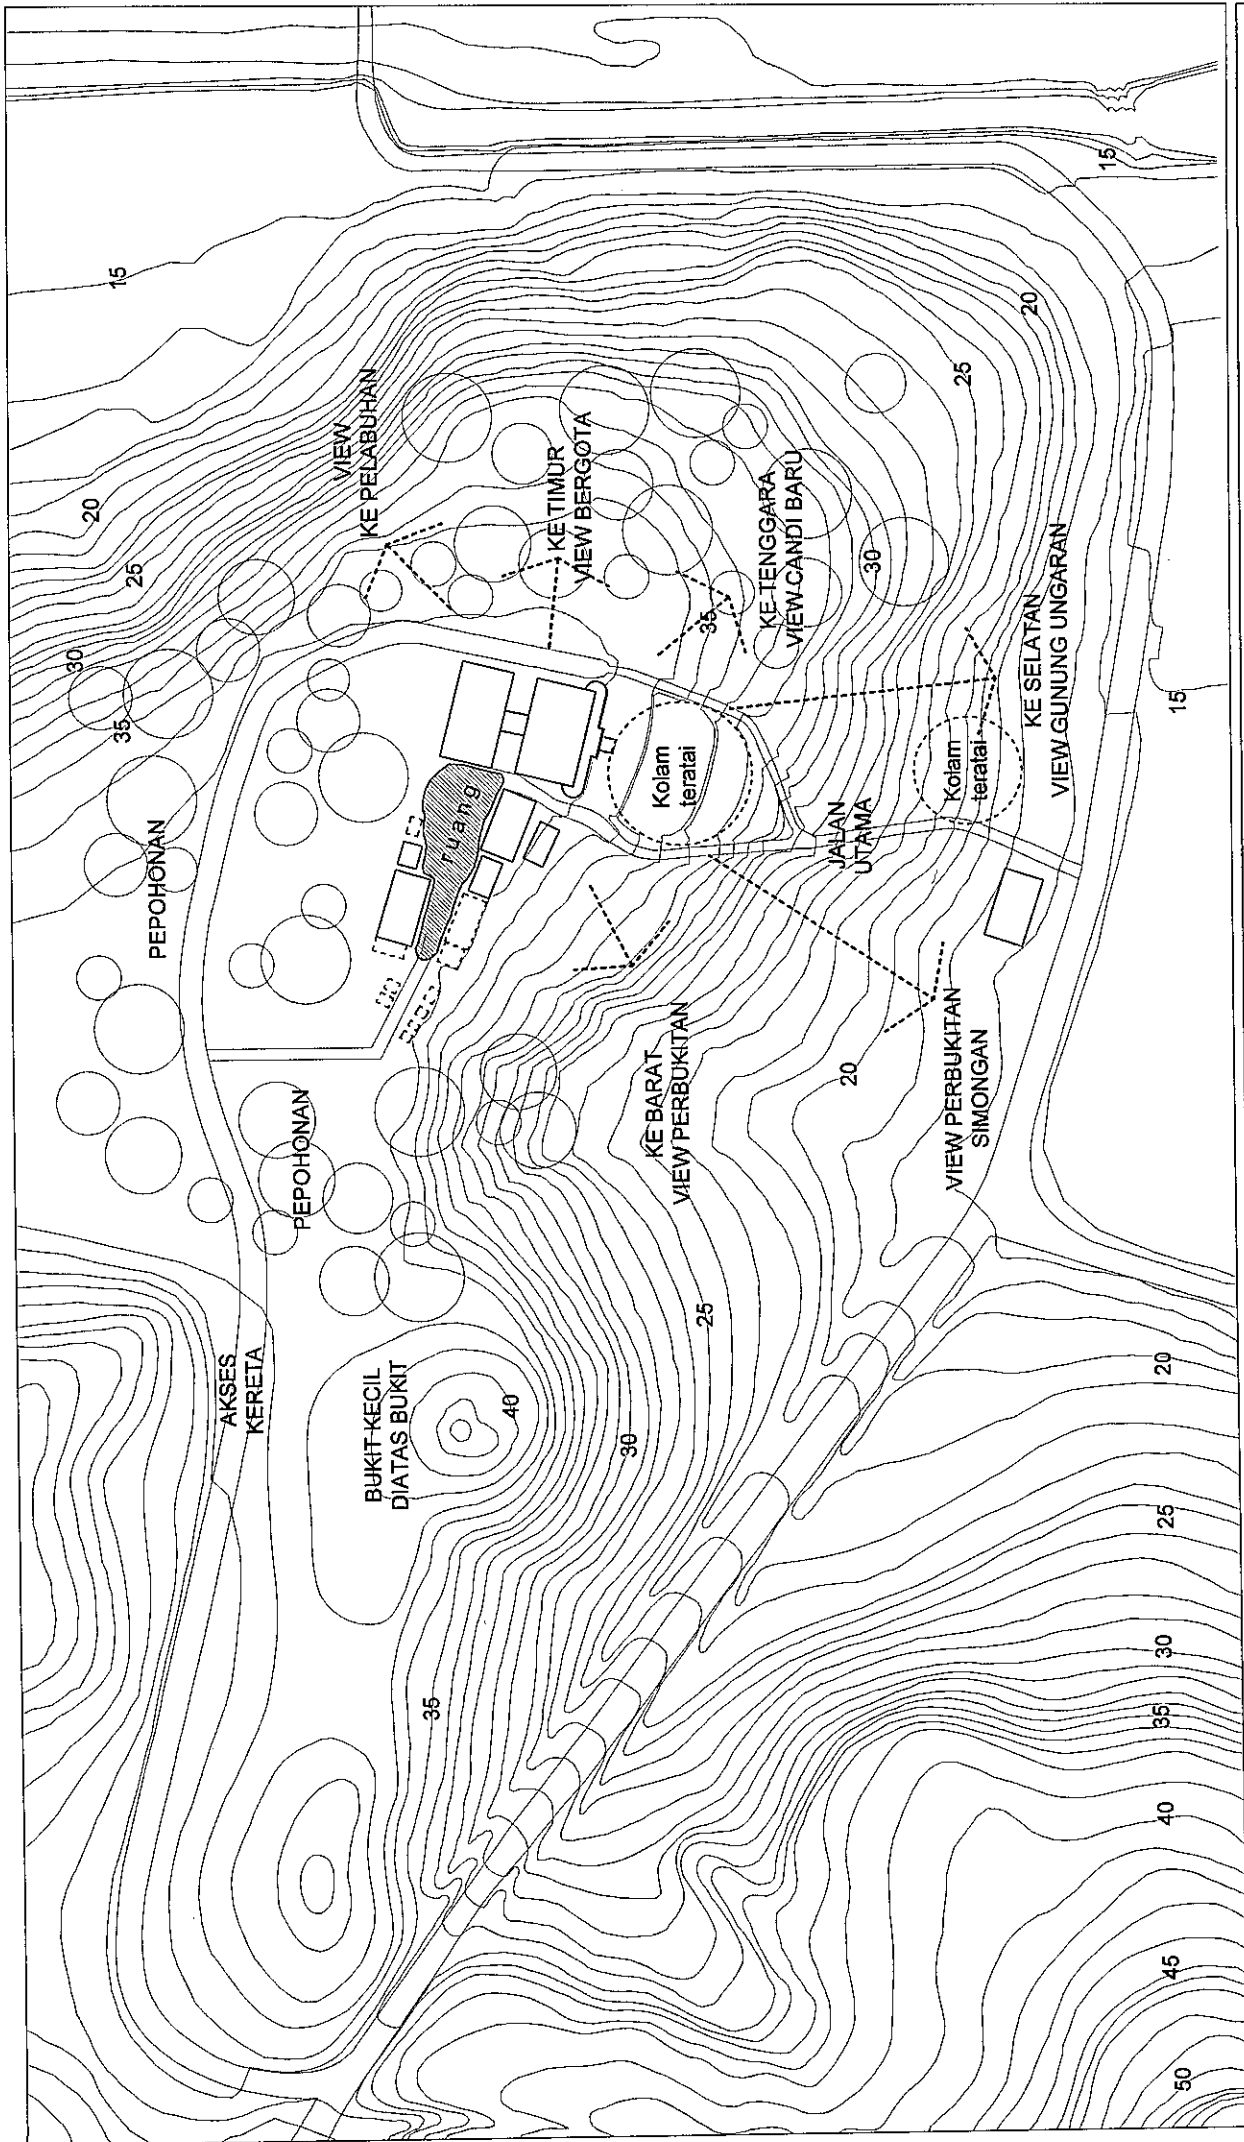 30
20
35
25
15
PEPOHONAN
AKSES
KERETA
PEPOHONAN
VIEW
KE PELABUHAN
BUKIT KECIL
DIATAS BUKIT
35
ruang
40
KE TIMUR
VIEW BERGOTA
30
KE BARAT
VIEW PERBUKITAN
Kolam
teratai
25
35
KE TENGGARA
VIEW CANDI BARU
JALAN
UTAMA
20
30
VIEW PERBUKITAN
SIMONGAN
Kolam
teratai
25
KE SELATAN
VIEW GUNUNG UNGARAN
20
15
50
45
40
35
30
25
20
15